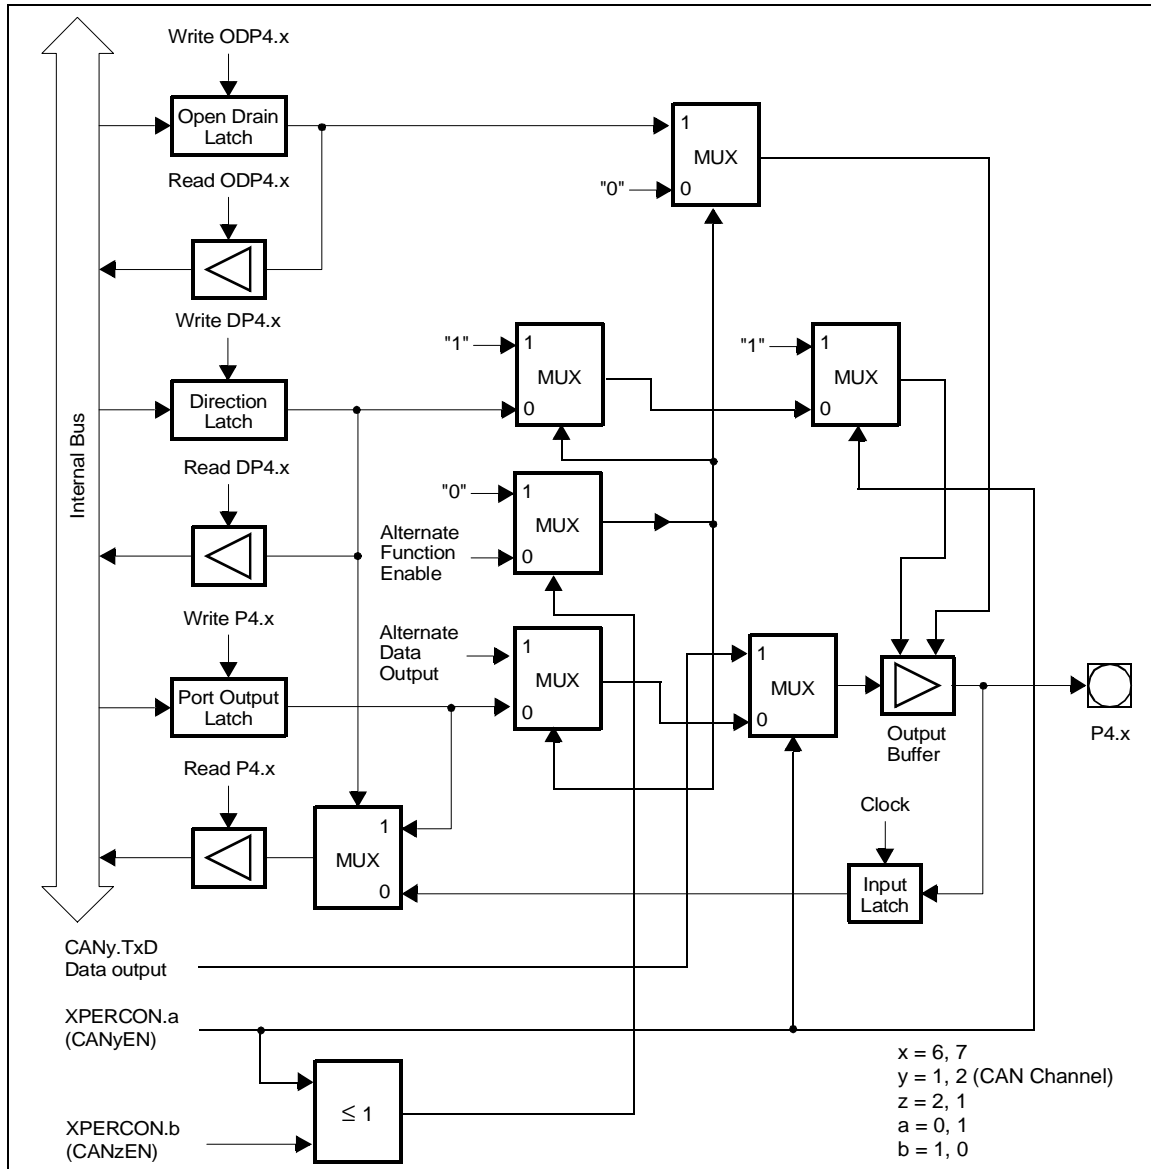 Write ODP4.x
Open Drain
Latch
1
MUX
"0"
0
Read ODP4.x
Write DP4.x
"1"
1
MUX
0
"1"
1
MUX
0
Direction
Latch
Internal Bus
Read DP4.x
"0"
1
MUX
0
Alternate
Function
Enable
Write P4.x
Alternate
Data
Output
1
MUX
0
1
MUX
0
Port Output
Latch
Output
Buffer
P4.x
Read P4.x
1
MUX
0
Clock
Input
Latch
CANy.TxD
Data output
XPERCON.a
(CANyEN)
≤ 1
XPERCON.b
(CANzEN)
x = 6, 7
y = 1, 2 (CAN Channel)
z = 2, 1
a = 0, 1
b = 1, 0